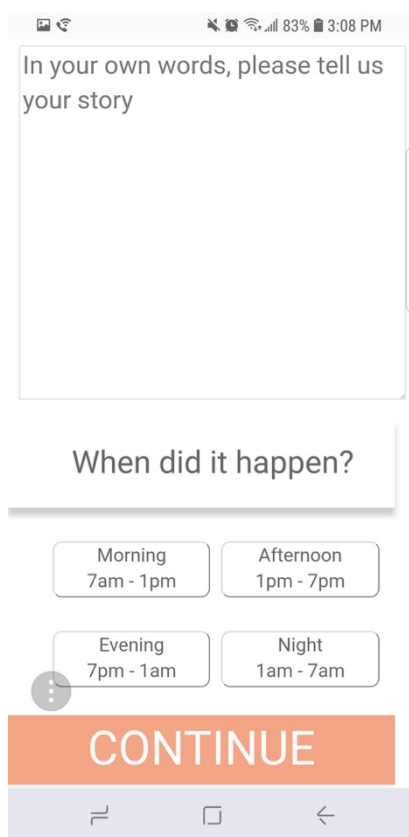 83% 3:08 PM
In your own words, please tell us
your story
When did it happen?
Morning
7am - 1pm
Afternoon
1pm - 7pm
Evening
7pm - 1am
Night
1am - 7am
CONTINUE